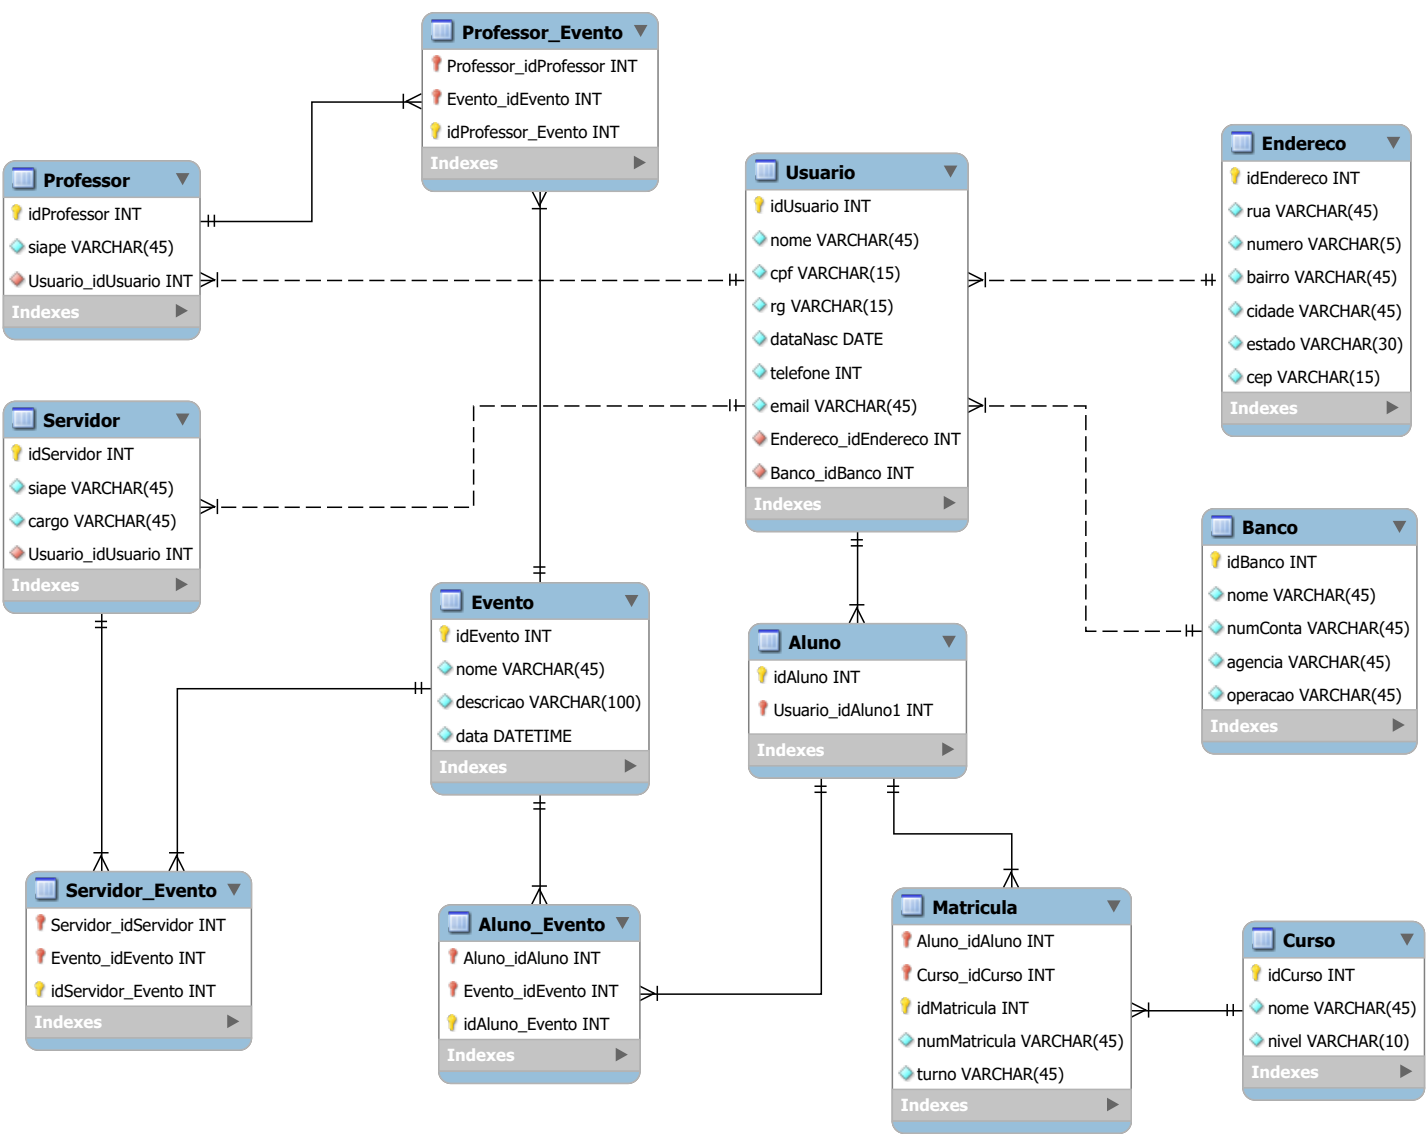 Professor_Evento
Professor_idProfessor INT
Evento_idEvento INT
idProfessor_Evento INT
Indexes
Professor
idProfessor INT
siape VARCHAR(45)
Usuario_idUsuario INT
Indexes
Usuario
idUsuario INT
nome VARCHAR(45)
cpf VARCHAR(15)
rg VARCHAR(15)
dataNasc DATE
telefone INT
email VARCHAR(45)
Endereco_idEndereco INT
Banco_idBanco INT
Indexes
Endereco
idEndereco INT
rua VARCHAR(45)
numero VARCHAR(5)
bairro VARCHAR(45)
cidade VARCHAR(45)
estado VARCHAR(30)
cep VARCHAR(15)
Indexes
Servidor
idServidor INT
siape VARCHAR(45)
cargo VARCHAR(45)
Usuario_idUsuario INT
Indexes
Banco
idBanco INT
nome VARCHAR(45)
numConta VARCHAR(45)
agencia VARCHAR(45)
operacao VARCHAR(45)
Indexes
Evento
idEvento INT
nome VARCHAR(45)
descricao VARCHAR(100)
data DATETIME
Indexes
Aluno
idAluno INT
Usuario_idAluno1 INT
Indexes
Servidor_Evento
Servidor_idServidor INT
Evento_idEvento INT
idServidor_Evento INT
Indexes
Aluno_Evento
Aluno_idAluno INT
Evento_idEvento INT
idAluno_Evento INT
Indexes
Matricula
Aluno_idAluno INT
Curso_idCurso INT
idMatricula INT
numMatricula VARCHAR(45)
turno VARCHAR(45)
Indexes
Curso
idCurso INT
nome VARCHAR(45)
nivel VARCHAR(10)
Indexes